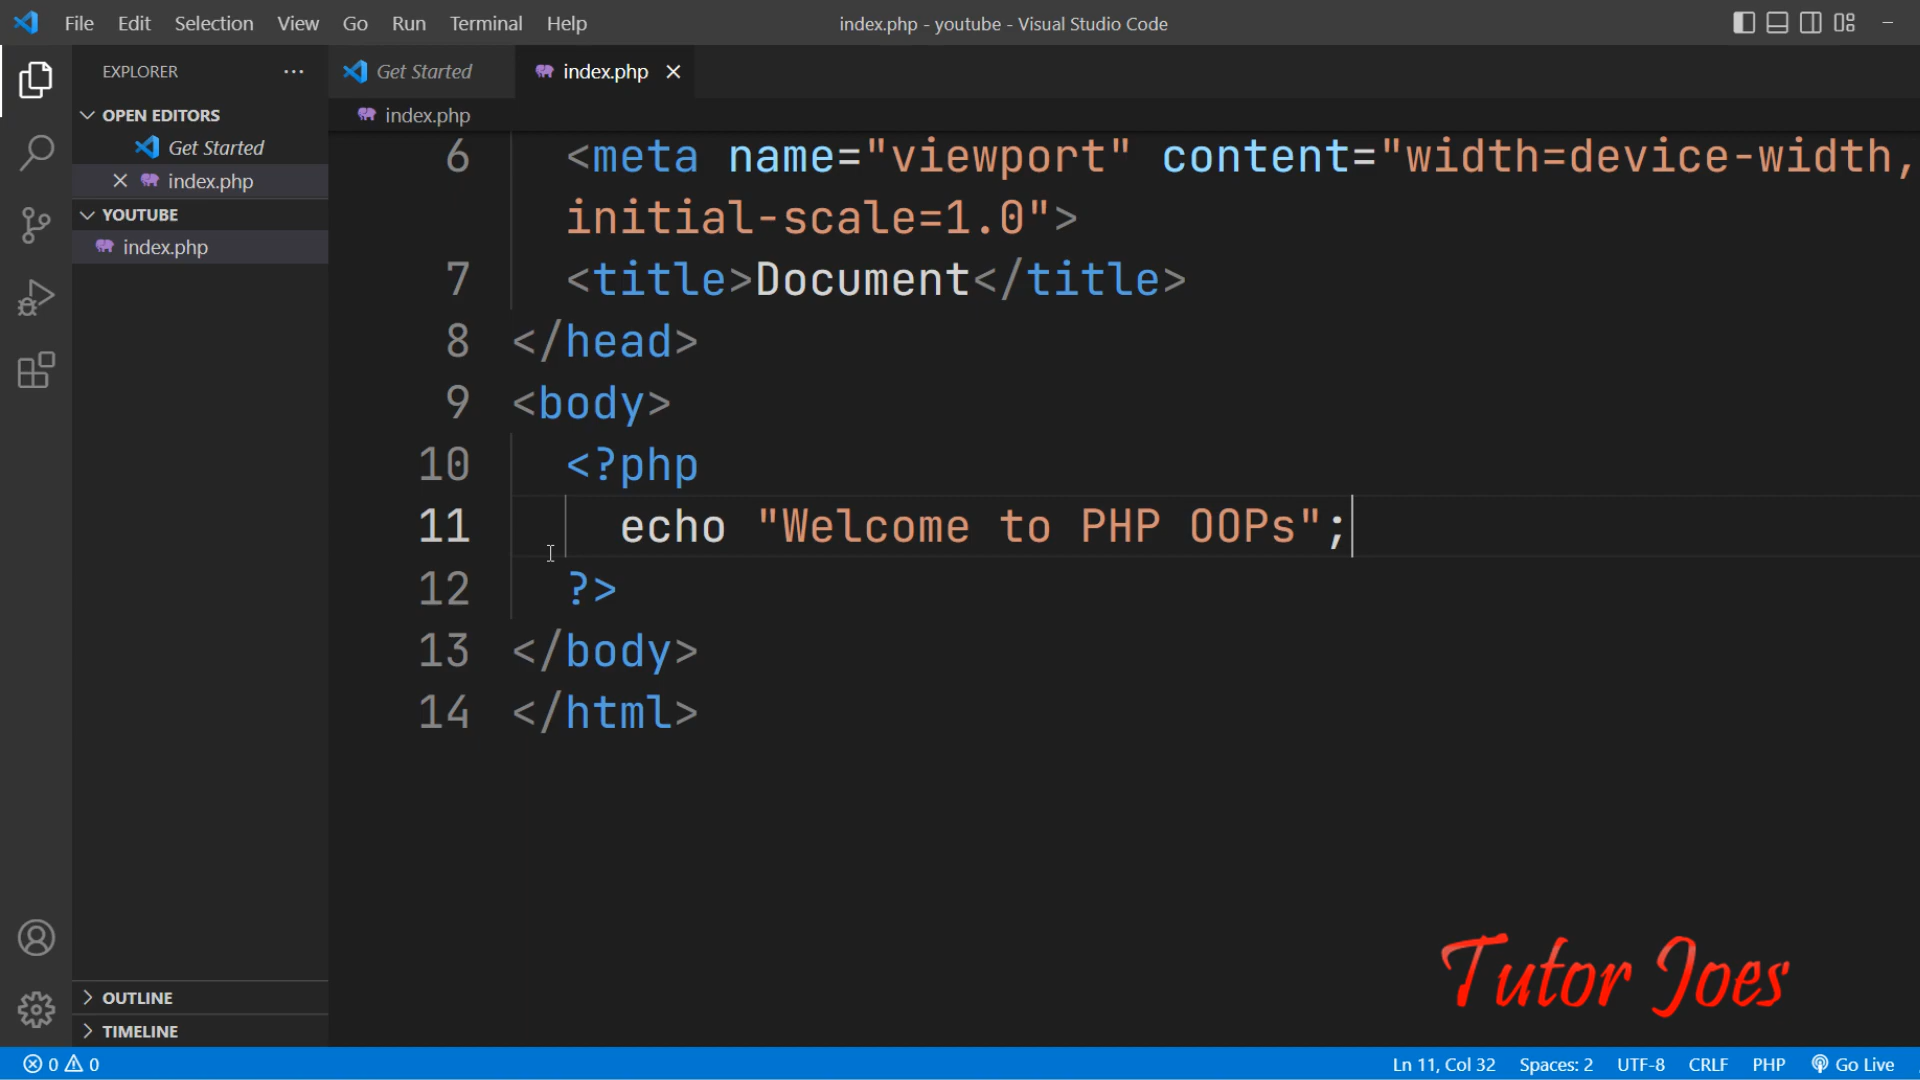 File Edit Selection View Go Run Terminal Help
index.php - youtube - Visual Studio Code
EXPLORER
Get Started
index.php
OPEN EDITORS
Get Started
index.php
YOUTUBE
index.php
OUTLINE
TIMELINE
index.php
6 <meta name="viewport" content="width=device-width,
initial-scale=1.0">
7 <title>Document</title>
8 </head>
9 <body>
10 <?php
11 echo "Welcome to PHP OOPs";
12 ?>
13 </body>
14 </html>
Tutor Joes
0 0
Ln 11, Col 32 Spaces: 2 UTF-8 CRLF PHP Go Live